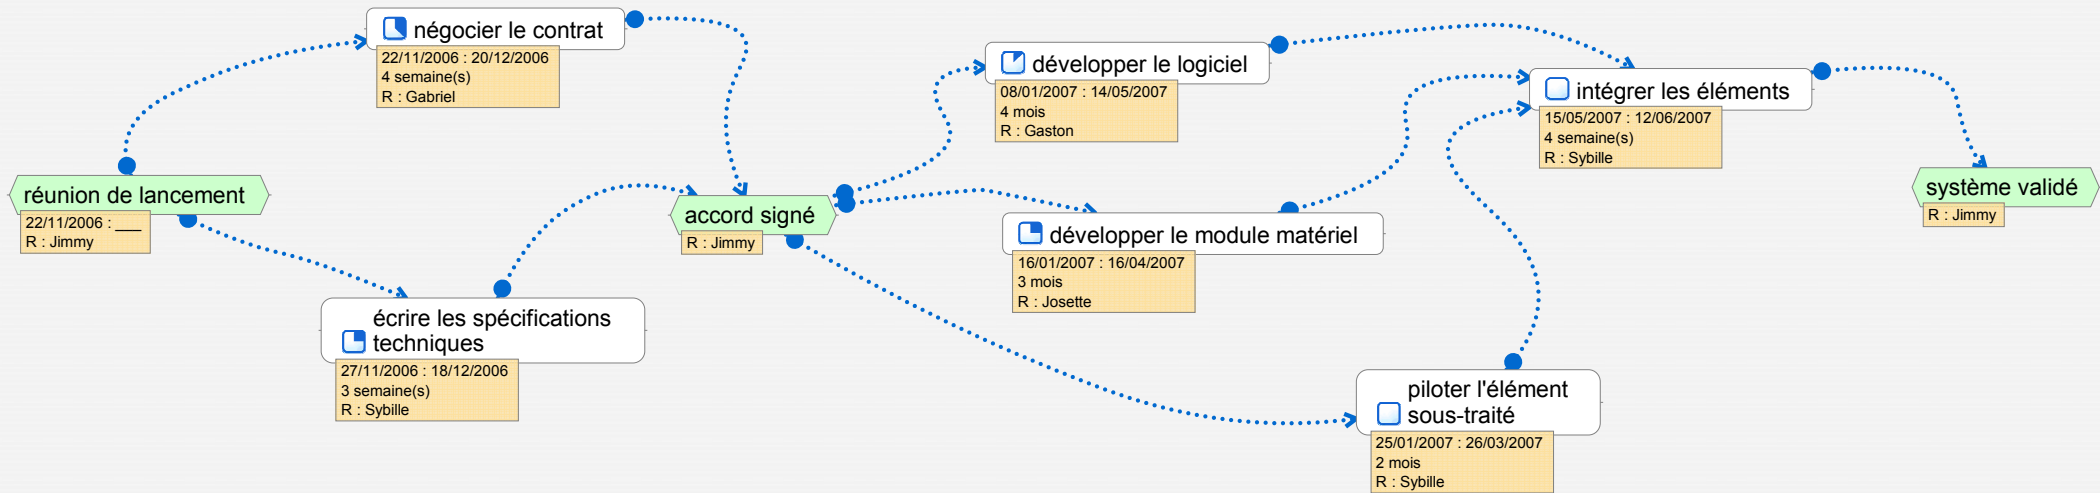 négocier le contrat
22/11/2006 : 20/12/2006
4 semaine(s)
R : Gabriel
réunion de lancement
22/11/2006 : ___
R : Jimmy
écrire les spécifications
techniques
27/11/2006 : 18/12/2006
3 semaine(s)
R : Sybille
accord signé
R : Jimmy
développer le logiciel
08/01/2007 : 14/05/2007
4 mois
R : Gaston
développer le module matériel
16/01/2007 : 16/04/2007
3 mois
R : Josette
piloter l'élément
sous-traité
25/01/2007 : 26/03/2007
2 mois
R : Sybille
intégrer les éléments
15/05/2007 : 12/06/2007
4 semaine(s)
R : Sybille
système validé
R : Jimmy